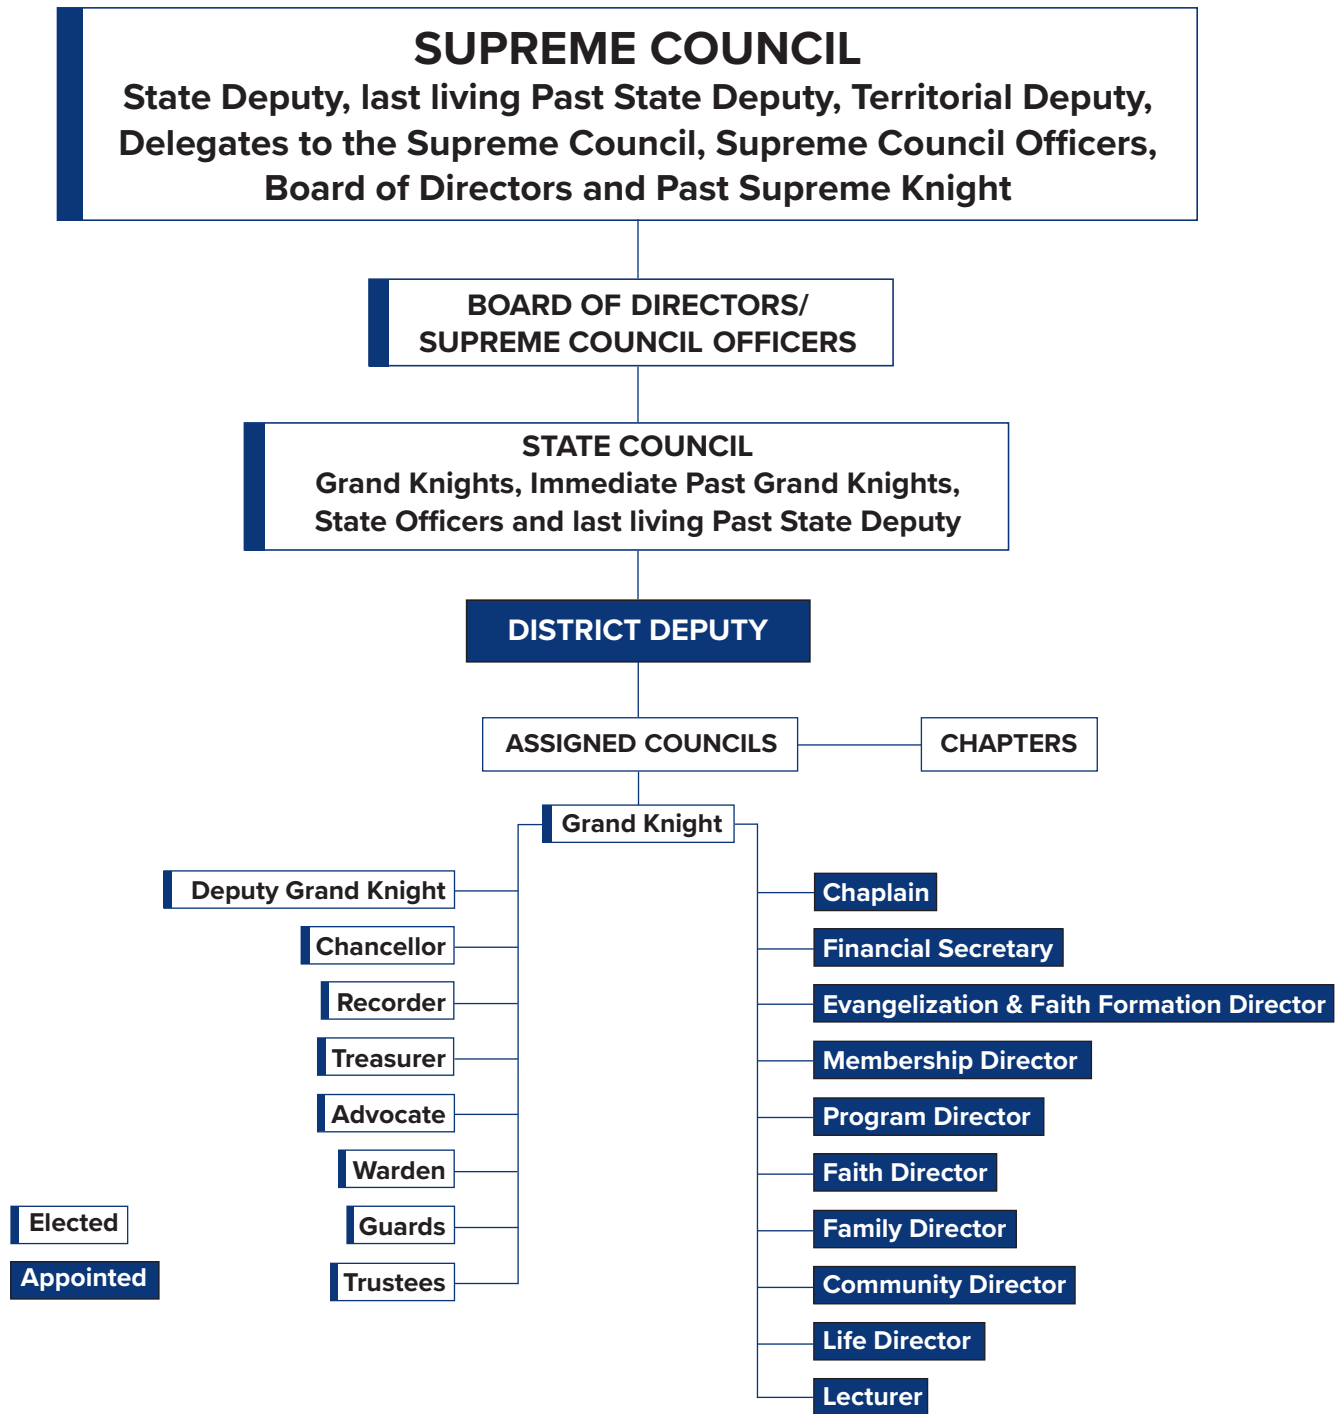 SUPREME COUNCIL
State Deputy, last living Past State Deputy, Territorial Deputy,
Delegates to the Supreme Council, Supreme Council Officers,
Board of Directors and Past Supreme Knight
BOARD OF DIRECTORS/
SUPREME COUNCIL OFFICERS
STATE COUNCIL
Grand Knights, Immediate Past Grand Knights,
State Officers and last living Past State Deputy
DISTRICT DEPUTY
ASSIGNED COUNCILS
CHAPTERS
Grand Knight
Deputy Grand Knight
Chancellor
Recorder
Treasurer
Advocate
Warden
Guards
Trustees
Chaplain
Financial Secretary
Evangelization & Faith Formation Director
Membership Director
Program Director
Faith Director
Family Director
Community Director
Life Director
Lecturer
Elected
Appointed